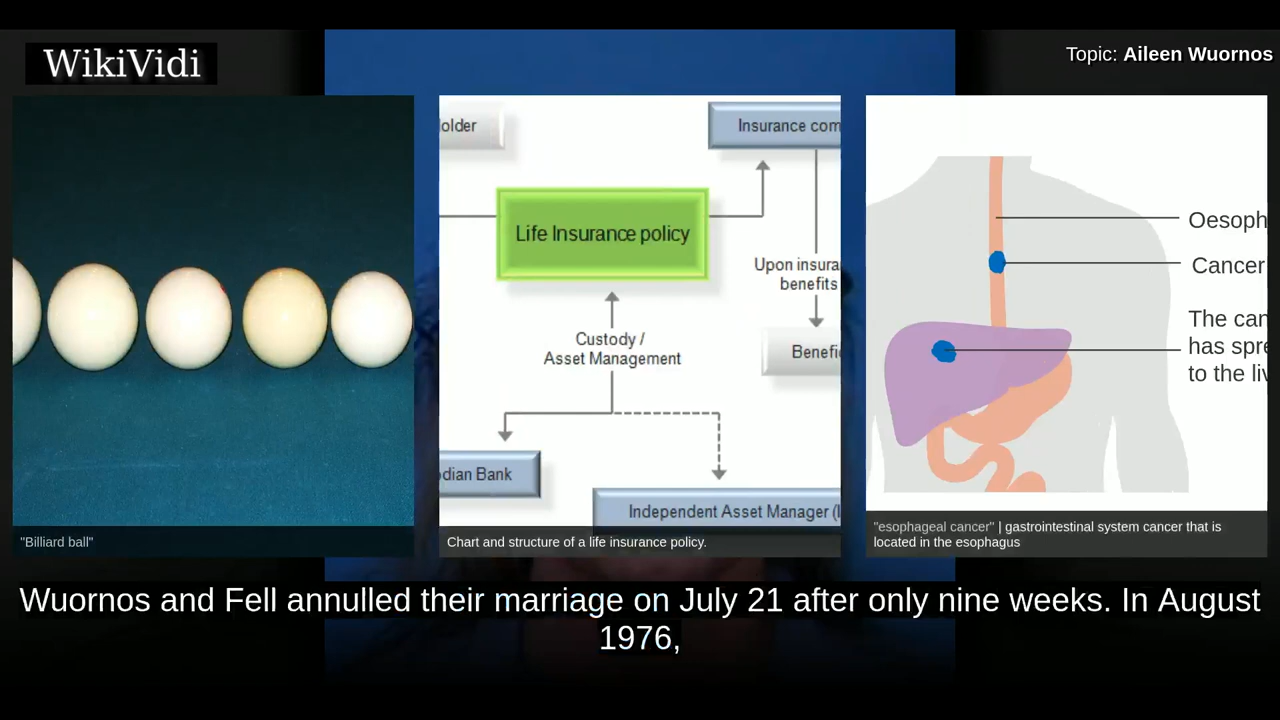 WikiVidi
Topic: Aileen Wuornos
"Billiard ball"
older
Insurance com
Life Insurance policy
Upon insura
benefits
Custody /
Asset Management
Benefic
odian Bank
Independent Asset Manager (I
Chart and structure of a life insurance policy.
Oesoph
Cancer
The can
has spre
to the liv
"esophageal cancer" | gastrointestinal system cancer that is
located in the esophagus
Wuornos and Fell annulled their marriage on July 21 after only nine weeks. In August
1976,